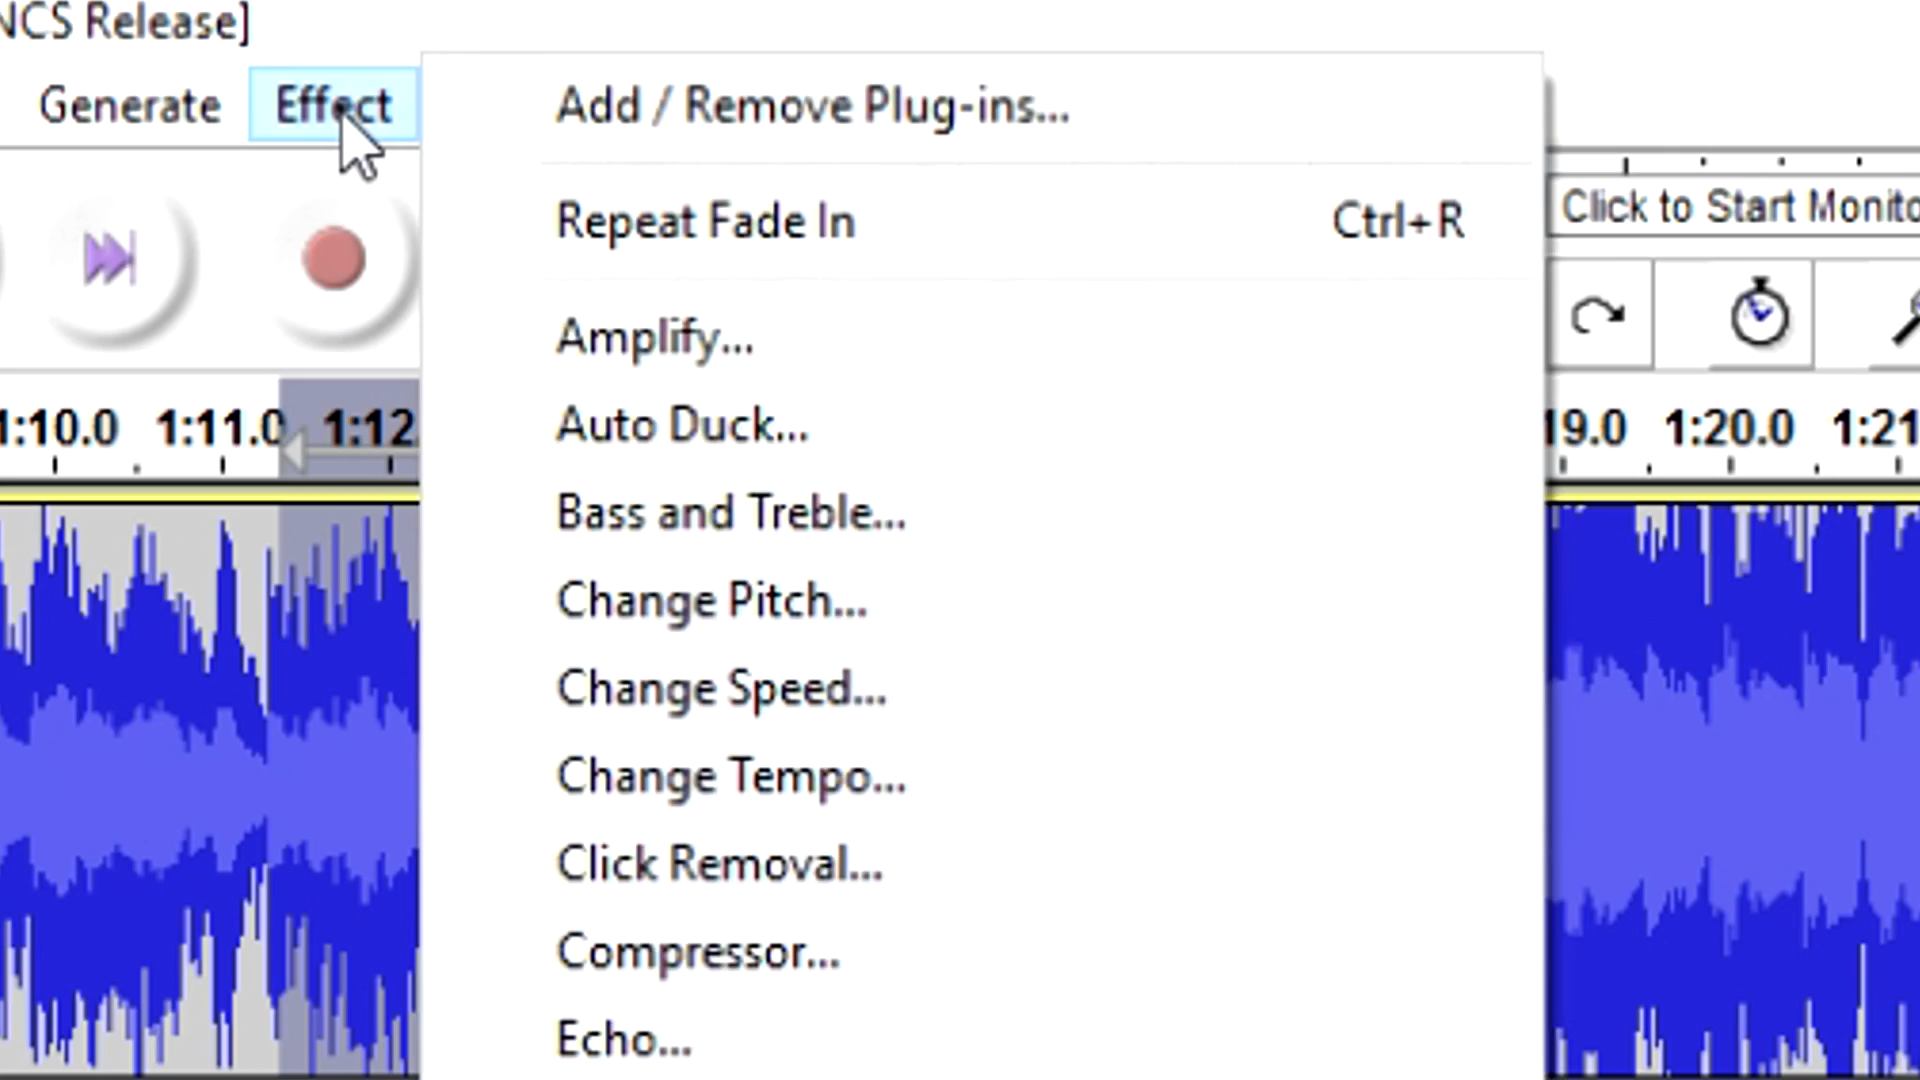 NCS Release]
Generate Effect
Add / Remove Plug-ins...
Repeat Fade In Ctrl+R
Click to Start Monito
Amplify...
1:10.0 1:11.0 1:12 19.0 1:20.0 1:21
Auto Duck...
Bass and Treble...
Change Pitch...
Change Speed...
Change Tempo...
Click Removal...
Compressor...
Echo...